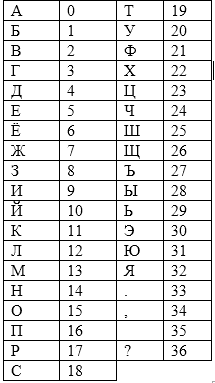 А 0 Т 19
Б 1 У 20
В 2 Ф 21
Г 3 Х 22
Д 4 Ц 23
Е 5 Ч 24
Ё 6 Ш 25
Ж 7 Щ 26
З 8 Ъ 27
И 9 Ы 28
Й 10 Ь 29
К 11 Э 30
Л 12 Ю 31
М 13 Я 32
Н 14 . 33
О 15 , 34
П 16 35
Р 17 ? 36
С 18